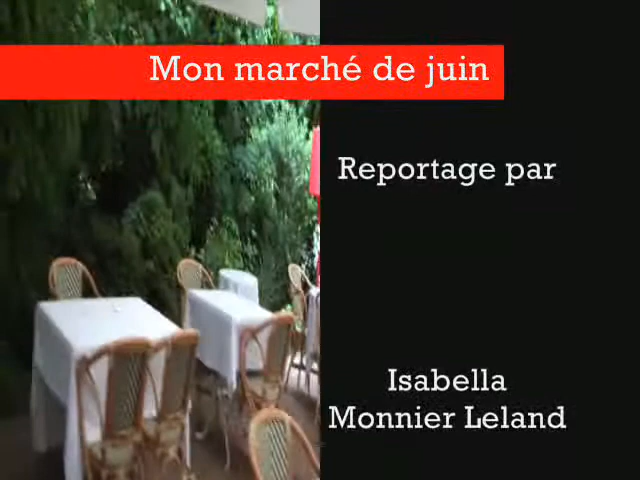 Mon marché de juin
Reportage par
Isabella
Monnier Leland